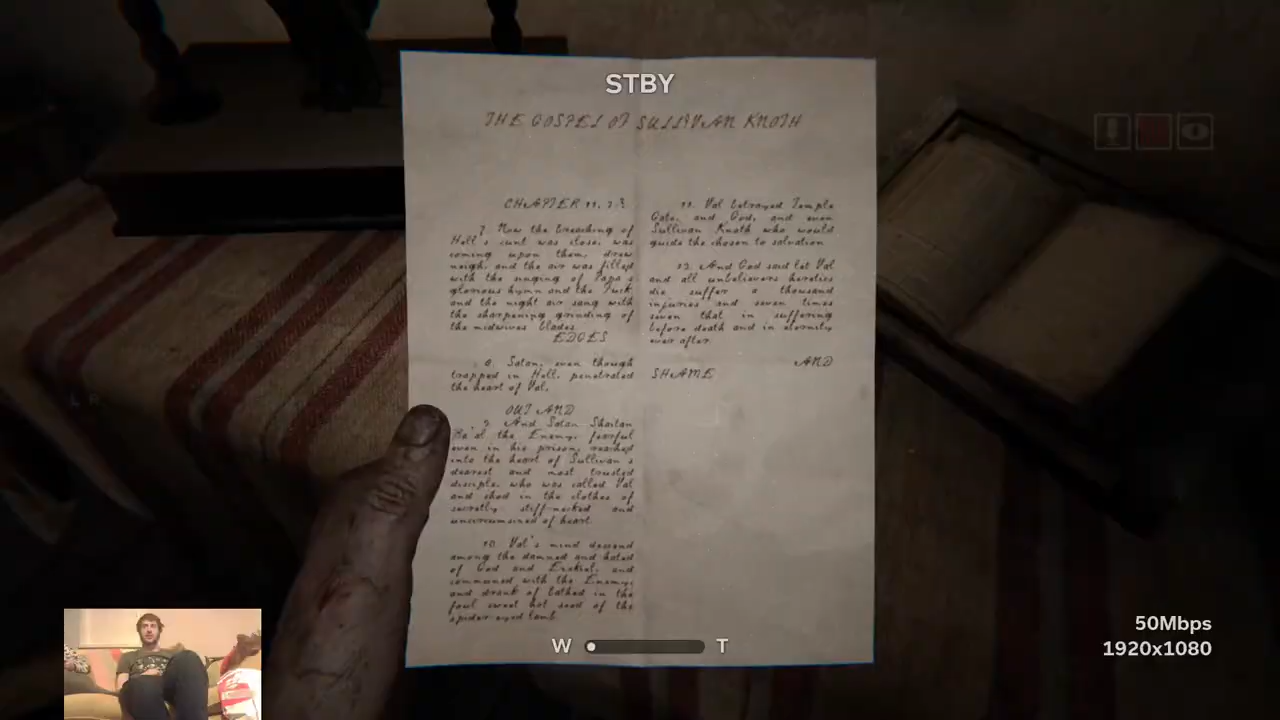 STBY
THE GOSPEL OF SULLIVAN KNOTH
CHAPTER 11, 23
7. Now the breaching of
Hell's cunt was close, was
coming upon them, drew
neigh, and the air was filled
with the singing of Papa's
glorious hymn and the Fuck
and the night air sang with
the sharpening grinding of
the midwives blades.
EDGES
8. Satan, even though
trapped in Hell, penetrated
the heart of Val.
OUT AND
9. And Satan Shaitan
Ba'al the Enemy, fearful
even in his prison, reached
into the heart of Sullivan's
dearest and most trusted
disciple, who was called Val
and shod in the clothes of
secretly stiff-necked and
uncircumcised of heart.
10. Val's mind descend
among the damned and hated
of God and Ezekiel, and
communed with the Enemy,
and drank of bathed in the
foul sweet hot seed of the
spider eyed lamb.
11. Val betrayed Temple
Gate, and God, and even
Sullivan Knoth who would
guide the chosen to salvation
12. And God said let Val
and all unbelievers heretics
die suffer a thousand
injuries and seven times
seven that in suffering
before death and in eternity
ever after.
AND
SHAME
W T
50Mbps
1920x1080